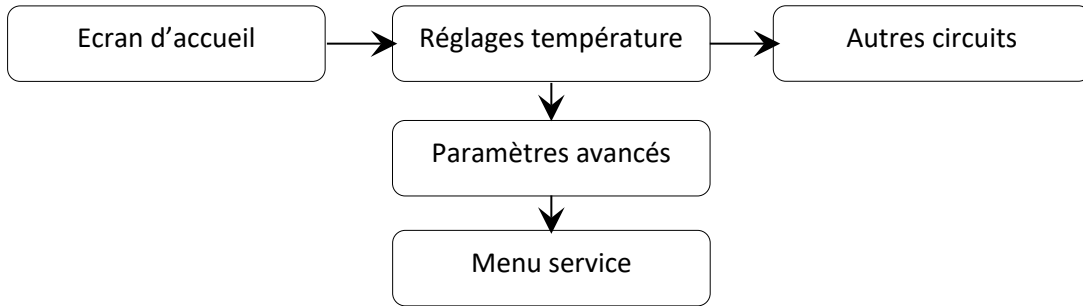 Ecran d’accueil
Réglages température
Autres circuits
Paramètres avancés
Menu service